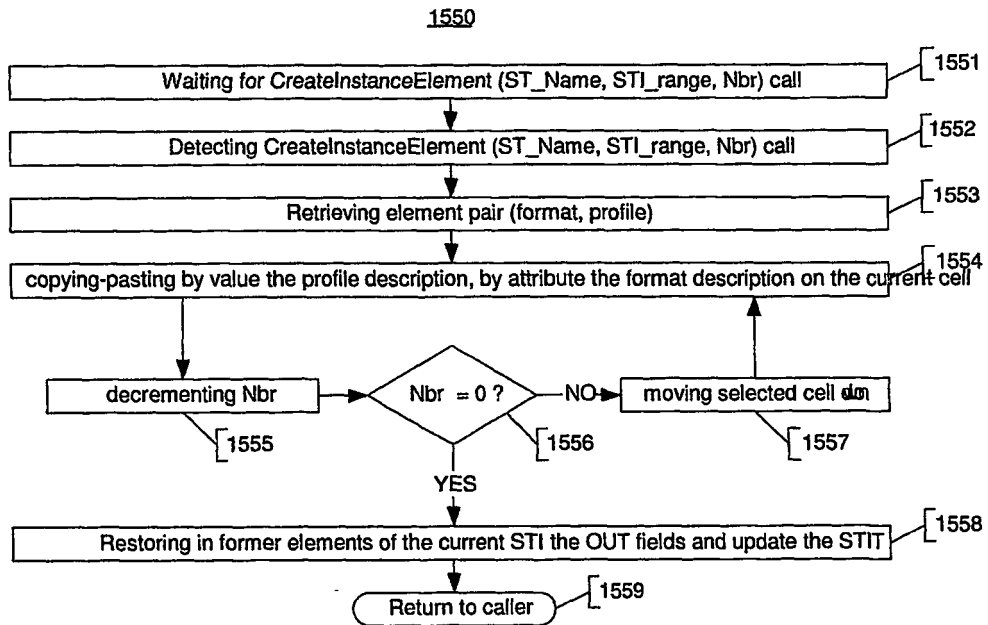 1550
Waiting for CreateInstanceElement (ST_Name, STI_range, Nbr) call
1551
Detecting CreateInstanceElement (ST_Name, STI_range, Nbr) call
1552
Retrieving element pair (format, profile)
1553
copying-pasting by value the profile description, by attribute the format description on the current cell
1554
decrementing Nbr
1555
Nbr = 0 ?
1556
NO
moving selected cell
1557
YES
Restoring in former elements of the current STI the OUT fields and update the STIT
1558
Return to caller
1559